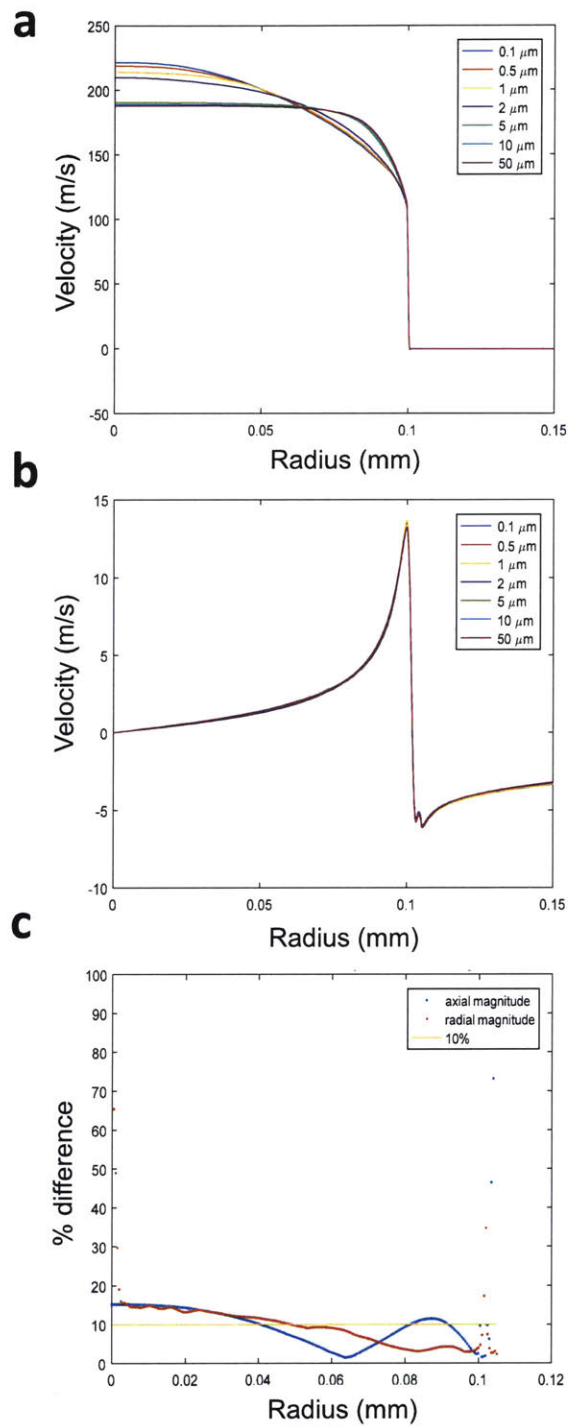 a
250
200
150
100
50
0
-50
Velocity (m/s)
0.1 μm
0.5 μm
1 μm
2 μm
5 μm
10 μm
50 μm
0 0.05 0.1 0.15
Radius (mm)
b
15
10
5
0
-5
-10
Velocity (m/s)
0.1 μm
0.5 μm
1 μm
2 μm
5 μm
10 μm
50 μm
0 0.05 0.1 0.15
Radius (mm)
c
100
90
80
70
60
50
40
30
20
10
0
% difference
axial magnitude
radial magnitude
10%
0 0.02 0.04 0.06 0.08 0.1 0.12
Radius (mm)